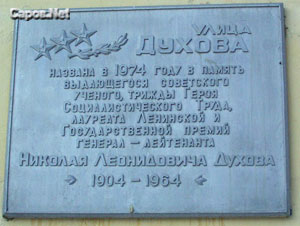 Capos.Net
УЛИЦА
ДУХОВА
НАЗВАНА В 1974 ГОДУ В ПАМЯТЬ
ВЫДАЮЩЕГОСЯ СОВЕТСКОГО
УЧЕНОГО, ТРИЖДЫ ГЕРОЯ
СОЦИАЛИСТИЧЕСКОГО ТРУДА,
ЛАУРЕАТА ЛЕНИНСКОЙ И
ГОСУДАРСТВЕННОЙ ПРЕМИЙ
ГЕНЕРАЛ – ЛЕЙТЕНАНТА
НИКОЛАЯ ЛЕОНИДОВИЧА ДУХОВА
1904 – 1964